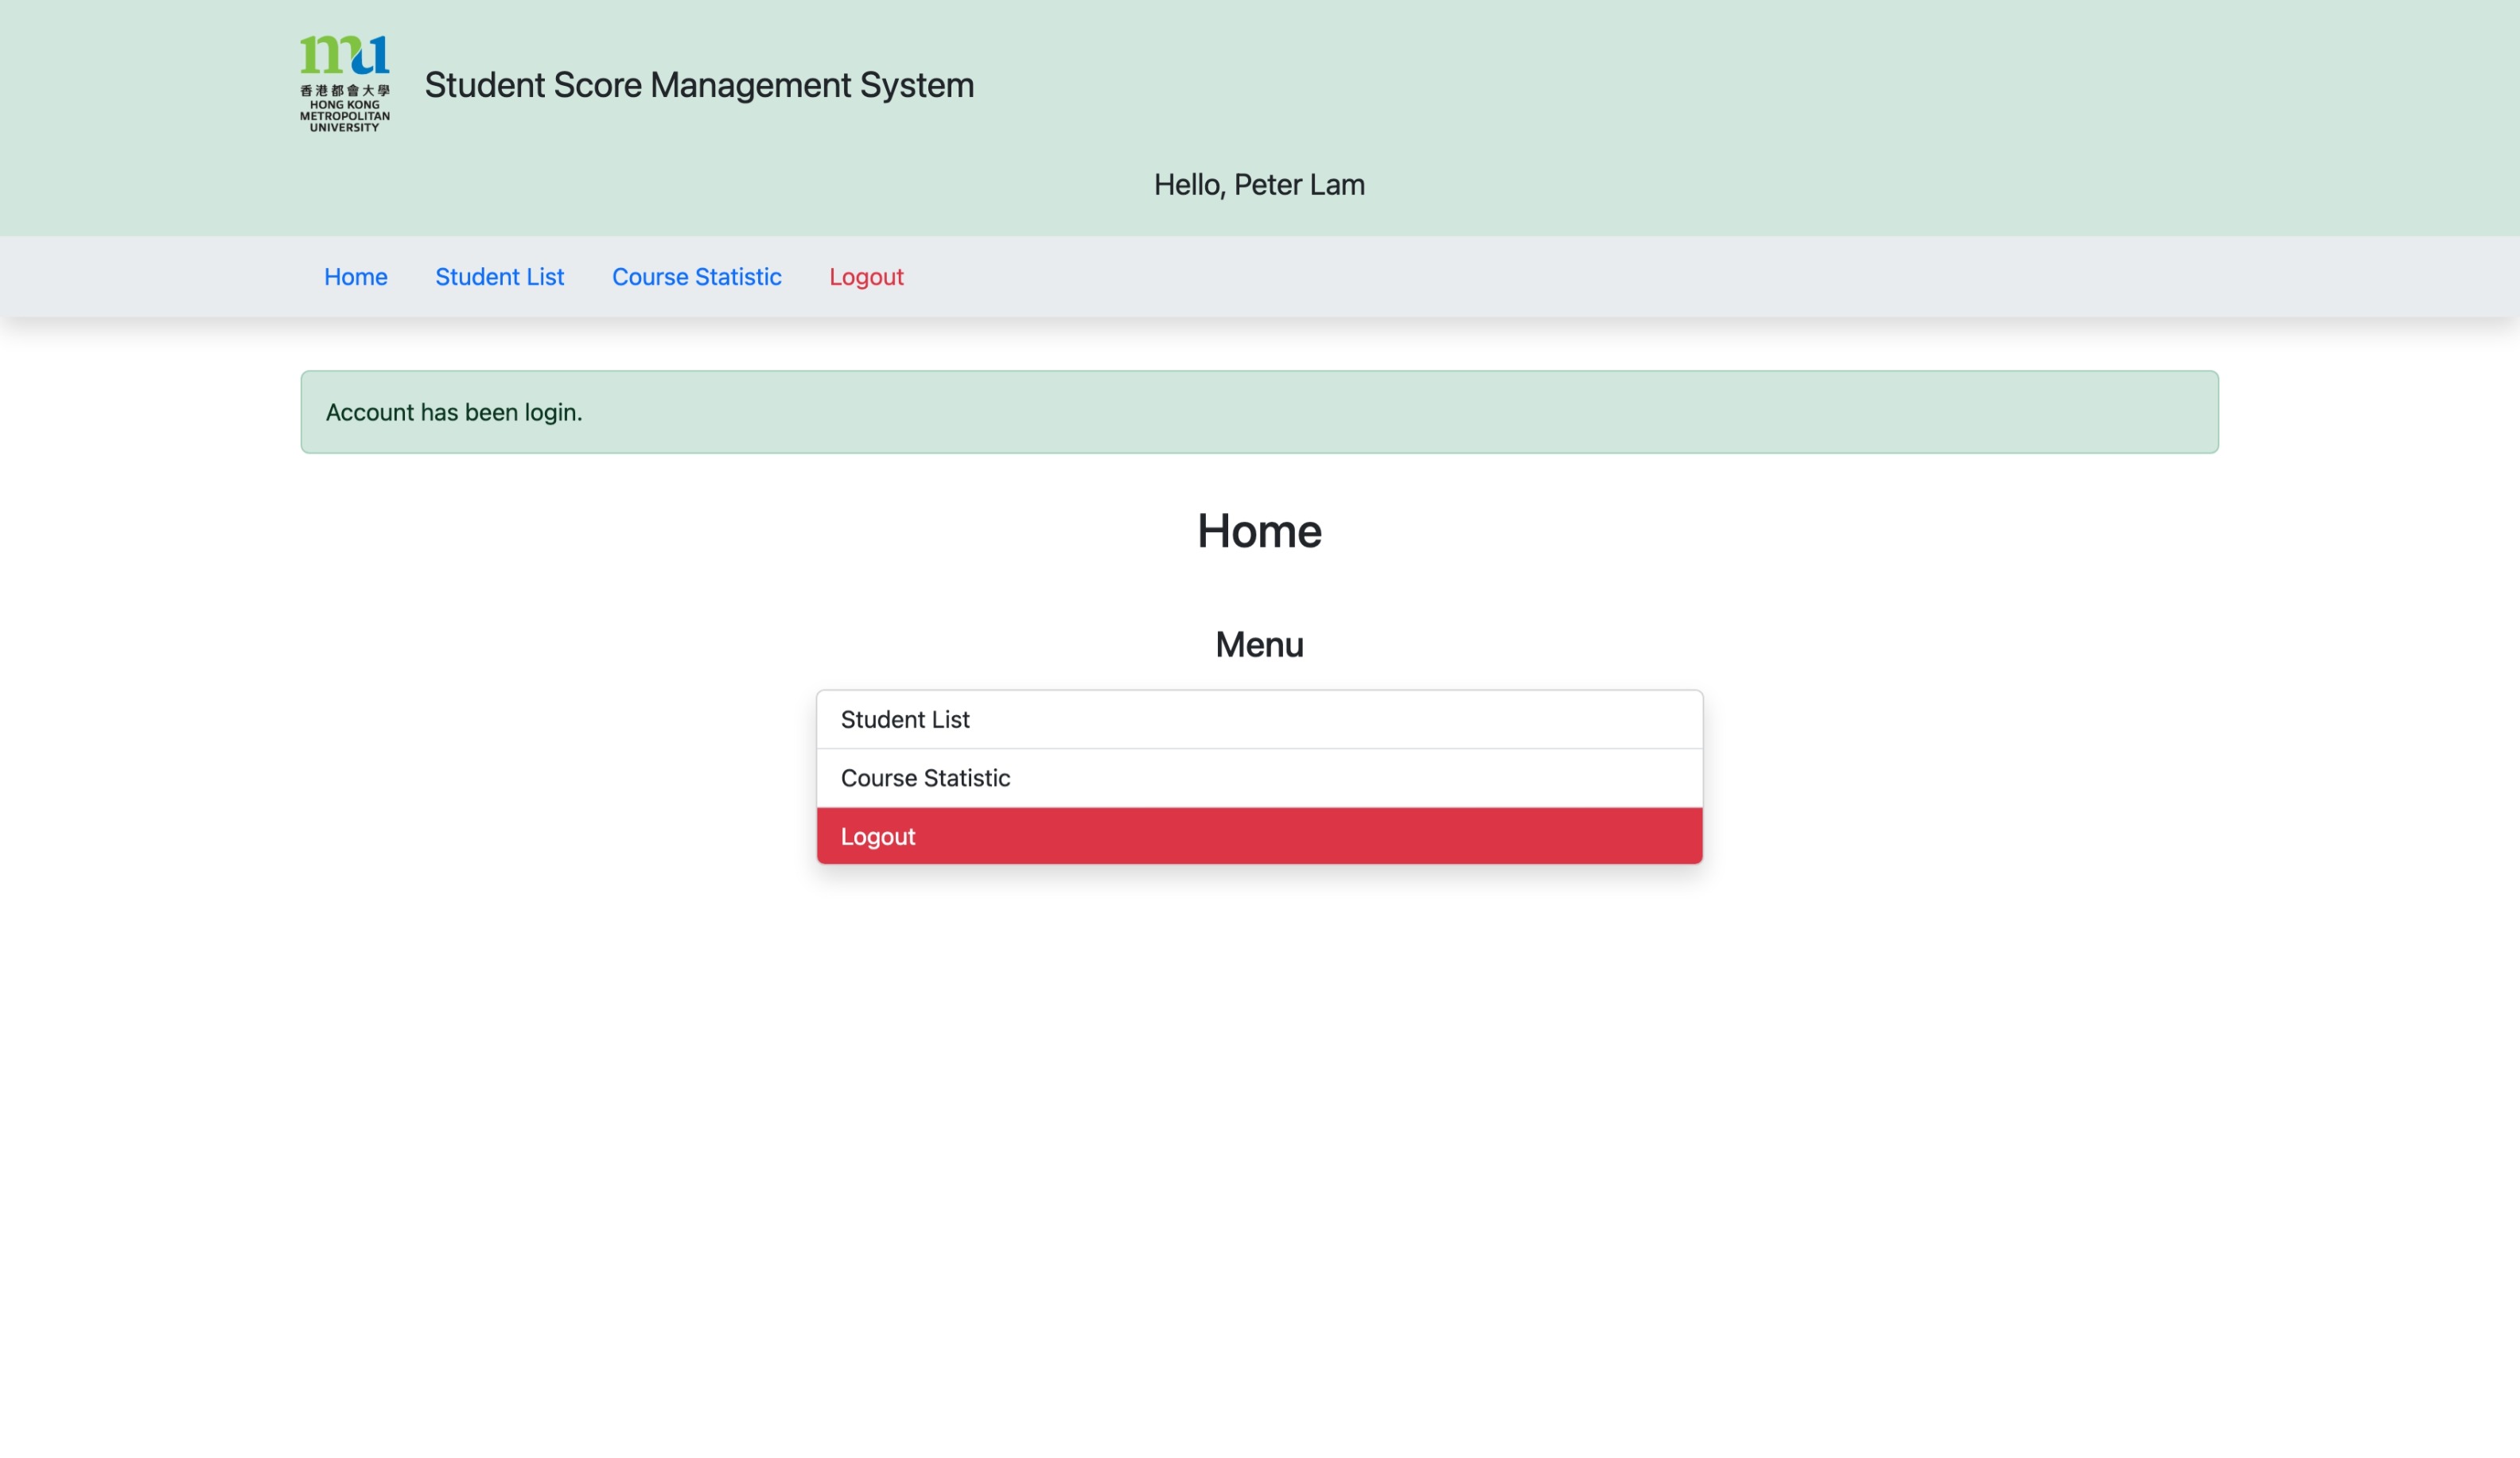 mu
香港都會大學
HONG KONG
METROPOLITAN
UNIVERSITY
Student Score Management System
Hello, Peter Lam
Home Student List Course Statistic Logout
Account has been login.
Home
Menu
Student List
Course Statistic
Logout